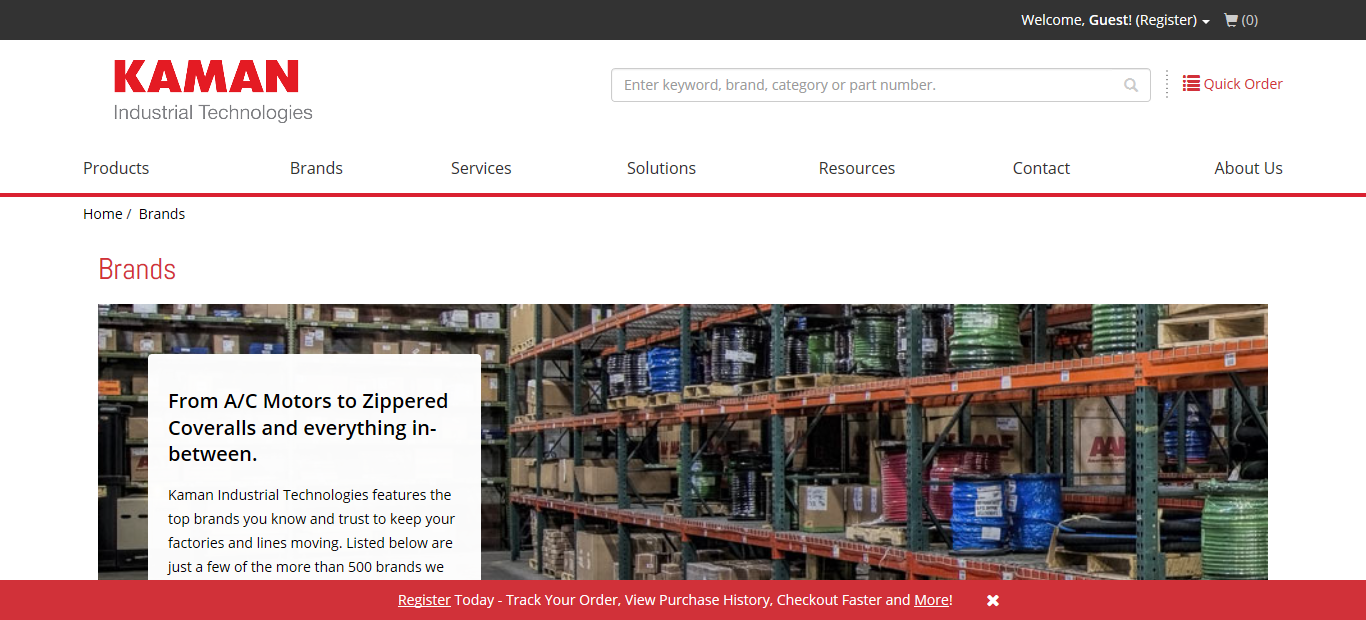 Welcome, Guest! (Register) (0)
KAMAN
Industrial Technologies
Enter keyword, brand, category or part number.
Quick Order
Products Brands Services Solutions Resources Contact About Us
Home / Brands
Brands
From A/C Motors to Zippered
Coveralls and everything in-
between.
Kaman Industrial Technologies features the
top brands you know and trust to keep your
factories and lines moving. Listed below are
just a few of the more than 500 brands we
Register Today - Track Your Order, View Purchase History, Checkout Faster and More!